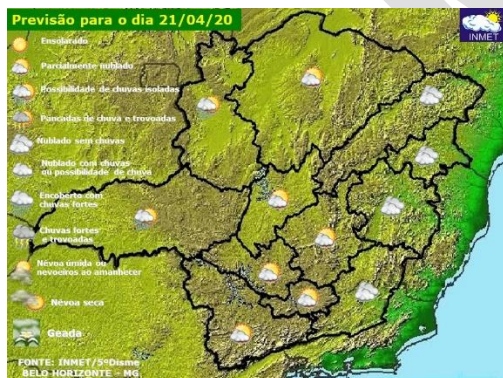 Previsão para o dia 21/04/20
INMET
Ensolarado
Parcialmente nublado
Possibilidade de chuvas isoladas
Pancadas de chuva e trovoadas
Nublado sem chuvas
Nublado com chuvas
ou possibilidade de chuva
Encoberto com
chuvas fortes
Chuvas fortes
e trovoadas
Névoa úmida ou
nevoeiros ao amanhecer
Névoa seca
Geada
FONTE: INMET/5ºDisme
BELO HORIZONTE - MG